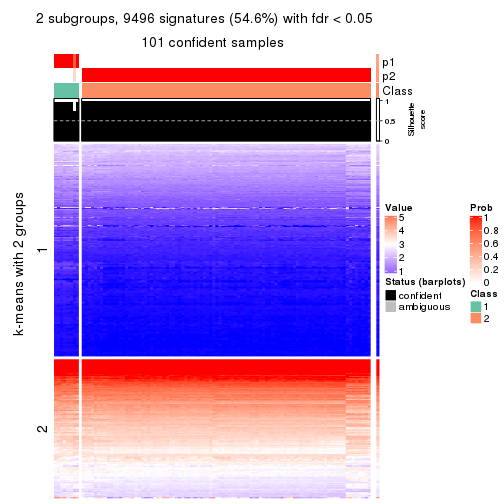 2 subgroups, 9496 signatures (54.6%) with fdr < 0.05
101 confident samples
p1
p2
Class
1
0.5
0
Silhouette
score
k-means with 2 groups
1
2
Value
5
4
3
2
1
Status (barplots)
confident
ambiguous
Prob
1
0.8
0.6
0.4
0.2
0
Class
1
2